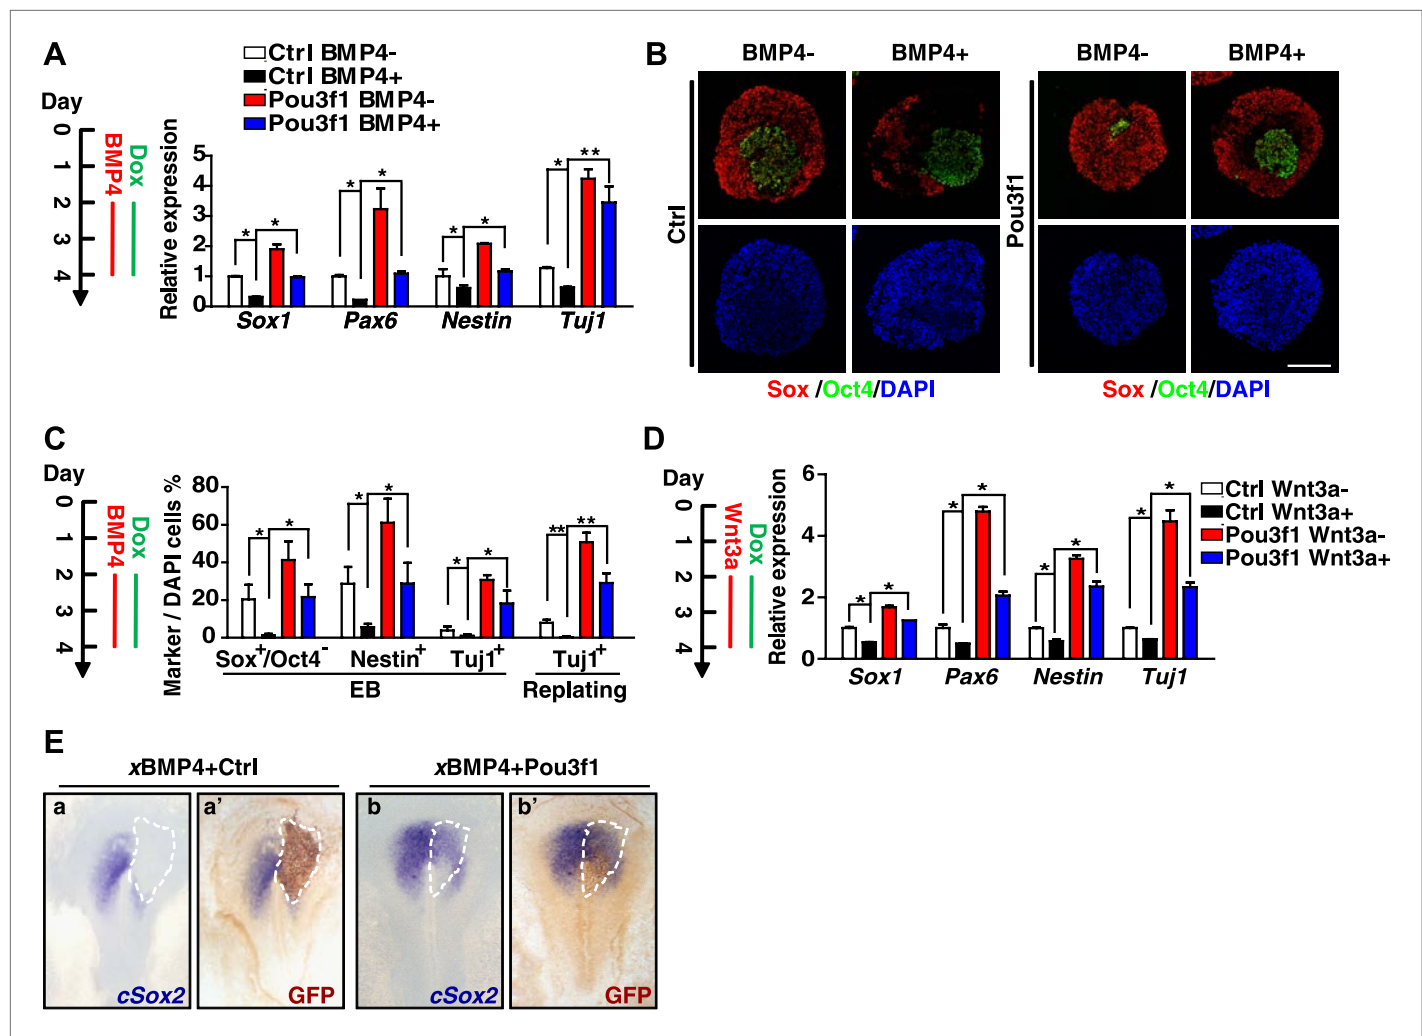 A
Ctrl BMP4-
Ctrl BMP4+
Pou3f1 BMP4-
Pou3f1 BMP4+
Day
0
1
2
3
4
BMP4
Dox
Relative expression
5
4
3
2
1
0
* * * * * * * **
Sox1 Pax6 Nestin Tuj1
B
BMP4- BMP4+ BMP4- BMP4+
Ctrl
Pou3f1
Sox /Oct4/DAPI Sox /Oct4/DAPI
C
Day
0
1
2
3
4
BMP4
Dox
Marker / DAPI cells %
80
60
40
20
0
* * * * * * ** **
Sox+/Oct4- Nestin+ Tuj1+ Tuj1+
EB Replating
D
Day
0
1
2
3
4
Wnt3a
Dox
Relative expression
6
4
2
0
* * * * * * * *
Sox1 Pax6 Nestin Tuj1
Ctrl Wnt3a-
Ctrl Wnt3a+
Pou3f1 Wnt3a-
Pou3f1 Wnt3a+
E
xBMP4+Ctrl xBMP4+Pou3f1
a a' b b'
cSox2 GFP cSox2 GFP